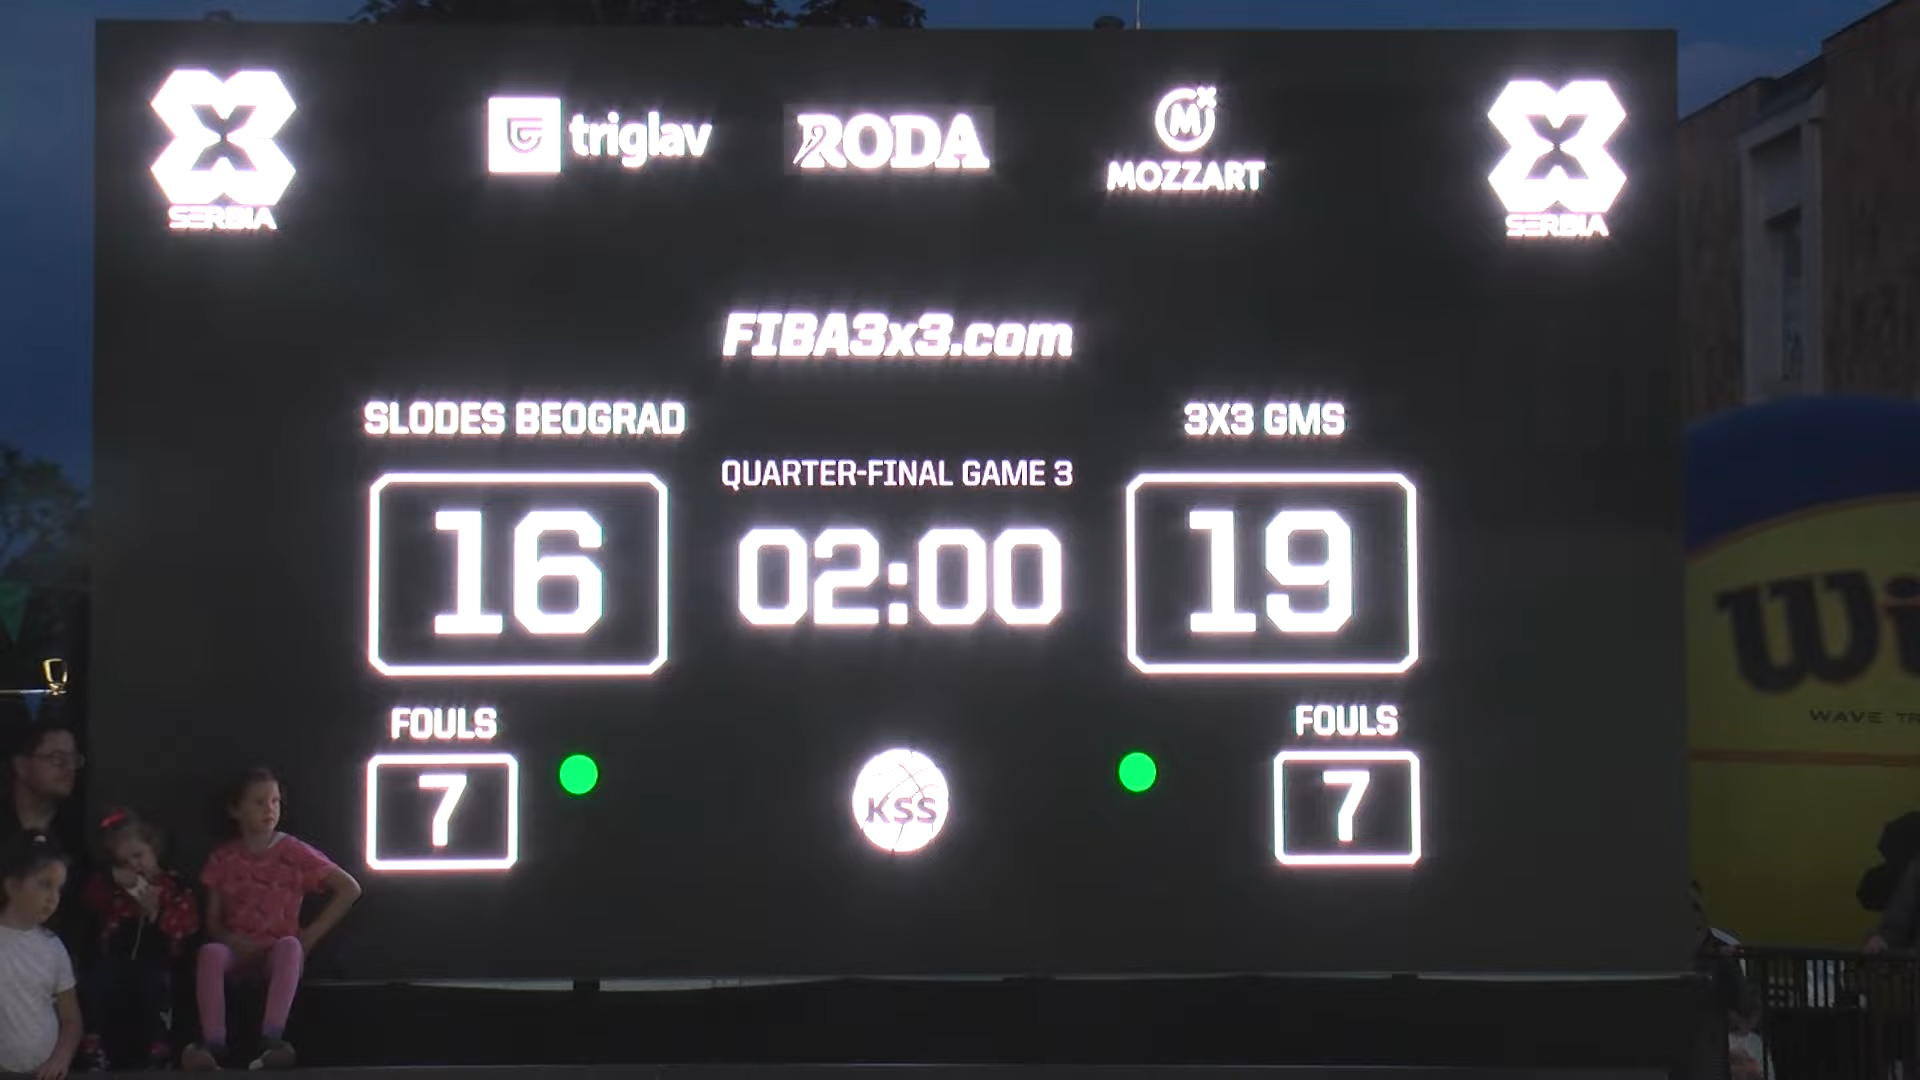 SERBIA
triglav
RODA
M
MOZZART
SERBIA
FIBA3x3.com
SLODES BEOGRAD
3X3 GMS
QUARTER-FINAL GAME 3
16
02:00
19
FOULS
FOULS
7
KSS
7
WAVE